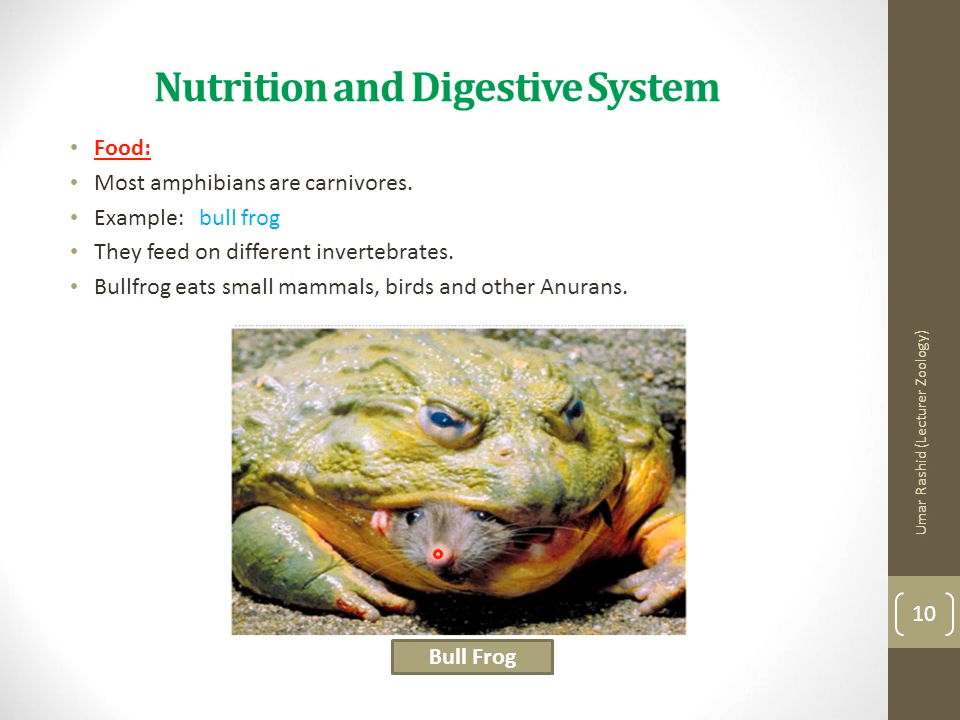 Nutrition and Digestive System
• Food:
• Most amphibians are carnivores.
• Example: bull frog
• They feed on different invertebrates.
• Bullfrog eats small mammals, birds and other Anurans.
Bull Frog
Umar Rashid (Lecturer Zoology)
10